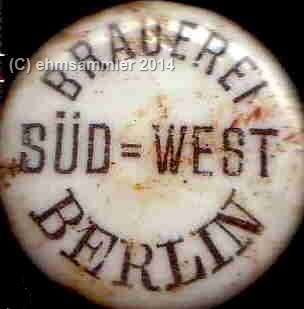 BRAUEREI
(C) ehmsammler 2014
SÜD=WEST
BERLIN